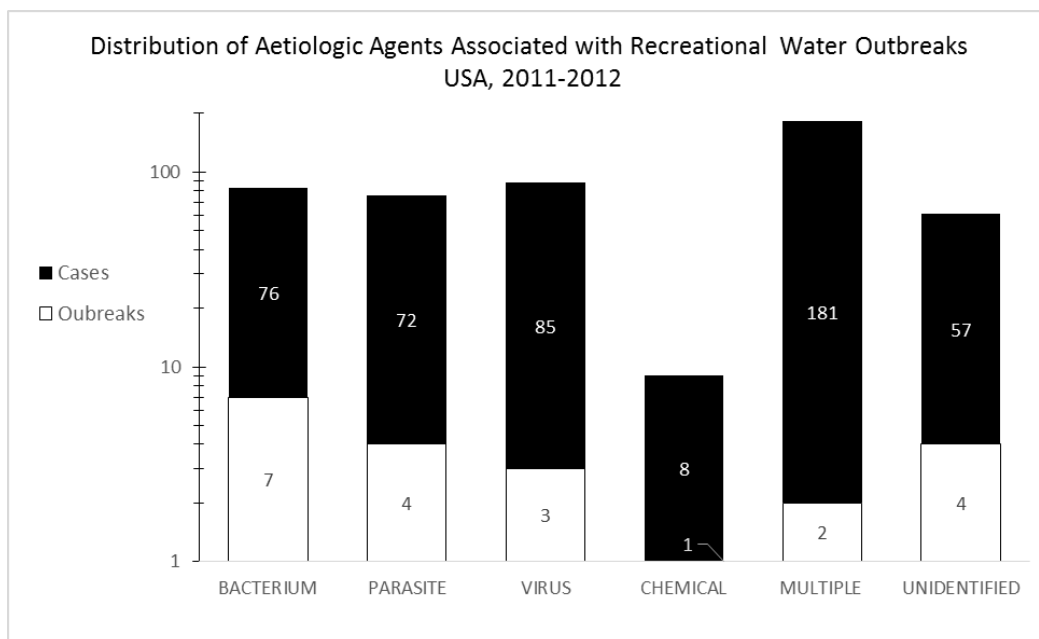 Distribution of Aetiologic Agents Associated with Recreational Water Outbreaks
USA, 2011-2012
100
10
1
Cases
Oubreaks
76
72
85
8
181
57
7
4
3
1
2
4
BACTERIUM
PARASITE
VIRUS
CHEMICAL
MULTIPLE
UNIDENTIFIED